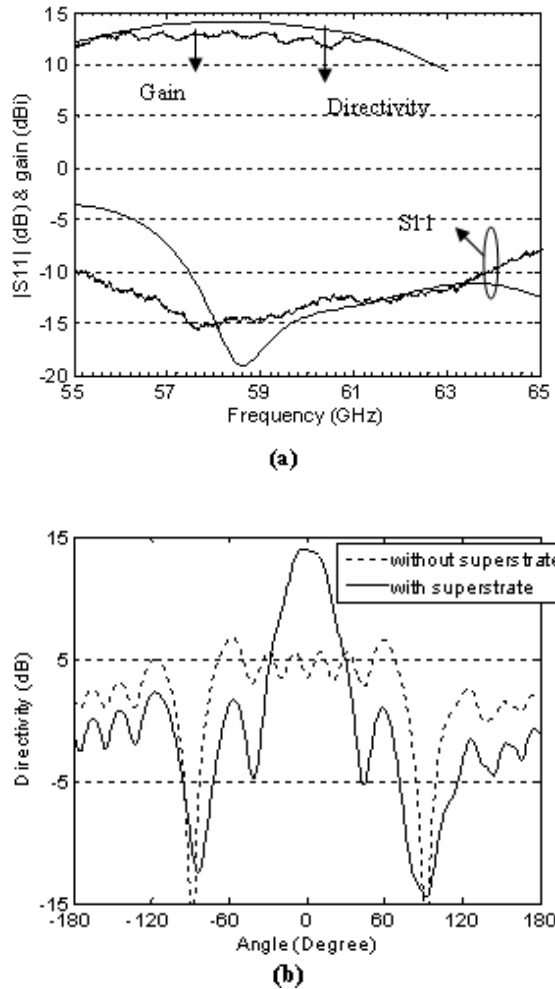 15
10
5
0
-5
-10
-15
-20
|S11| (dB) & gain (dBi)
Gain
Directivity
S11
55 57 59 61 63 65
Frequency (GHz)
(a)
15
5
-5
-15
Directivity (dB)
without superstrate
with superstrate
-180 -120 -60 0 60 120 180
Angle (Degree)
(b)